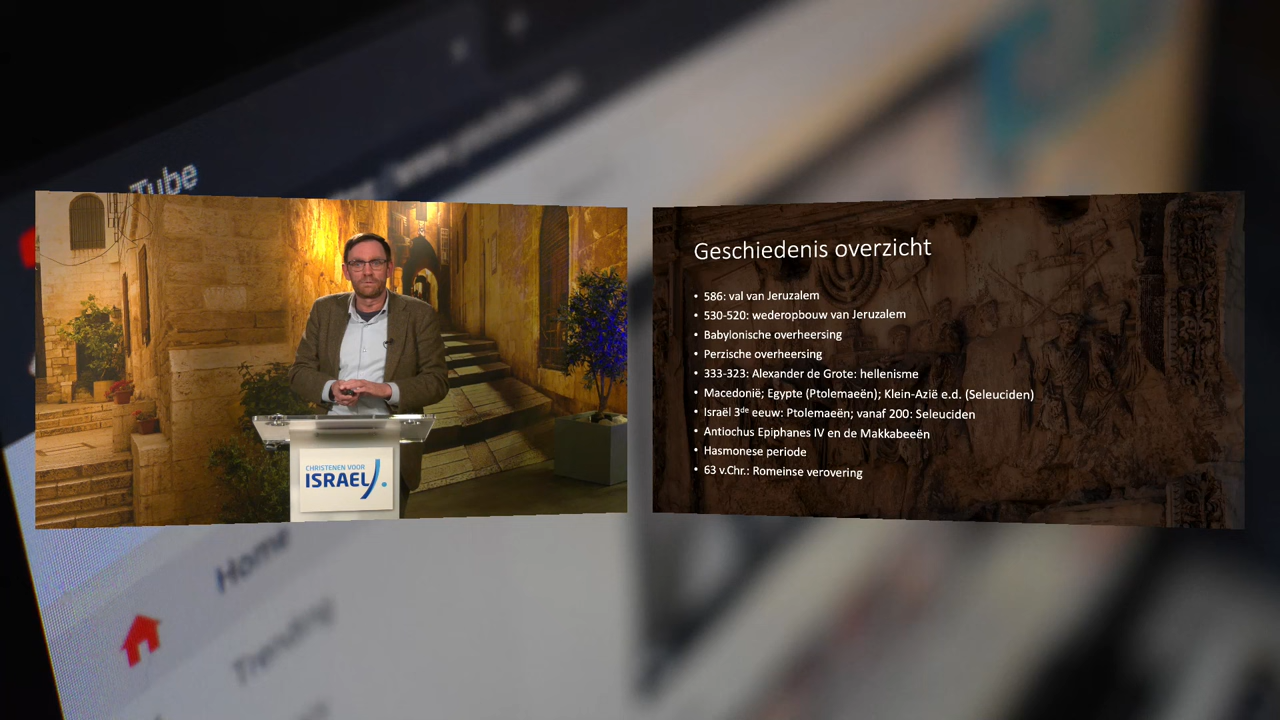 Tube
CHRISTENEN VOOR
ISRAEL
Geschiedenis overzicht
• 586: val van Jeruzalem
• 530-520: wederopbouw van Jeruzalem
• Babylonische overheersing
• Perzische overheersing
• 333-323: Alexander de Grote: hellenisme
• Macedonië; Egypte (Ptolemaeën); Klein-Azië e.d. (Seleuciden)
• Israël 3de eeuw: Ptolemaeën; vanaf 200: Seleuciden
• Antiochus Epiphanes IV en de Makkabeeën
• Hasmonese periode
• 63 v.Chr.: Romeinse verovering
Home
Trending